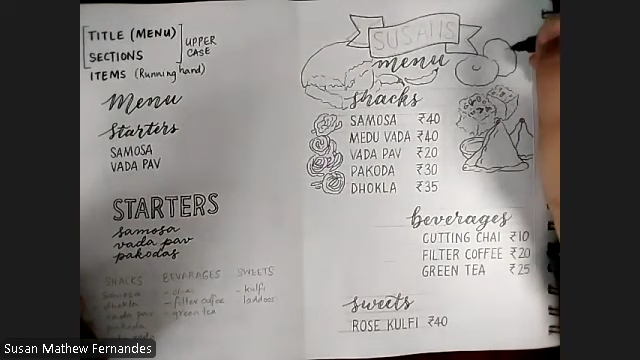 TITLE (MENU)
SECTIONS
UPPER
CASE
ITEMS (Running hand)
Menu
Starters
SAMOSA
VADA PAV
STARTERS
samosa
vada pav
pakodas
SNACKS BEVERAGES SWEETS
samosa - chai - kulfi
dhokla - filter coffee - laddoos
vada pav - green tea
pakoda
SUSAN'S
menu
snacks
SAMOSA ₹40
MEDU VADA ₹40
VADA PAV ₹20
PAKODA ₹30
DHOKLA ₹35
beverages
CUTTING CHAI ₹10
FILTER COFFEE ₹20
GREEN TEA ₹25
sweets
ROSE KULFI ₹40
Susan Mathew Fernandes